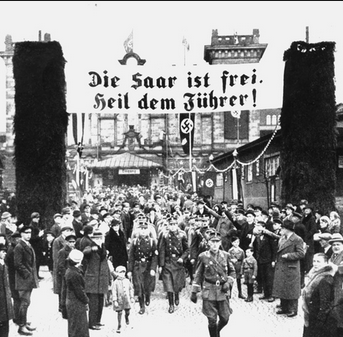 Die Saar ist frei.
Heil dem Führer!